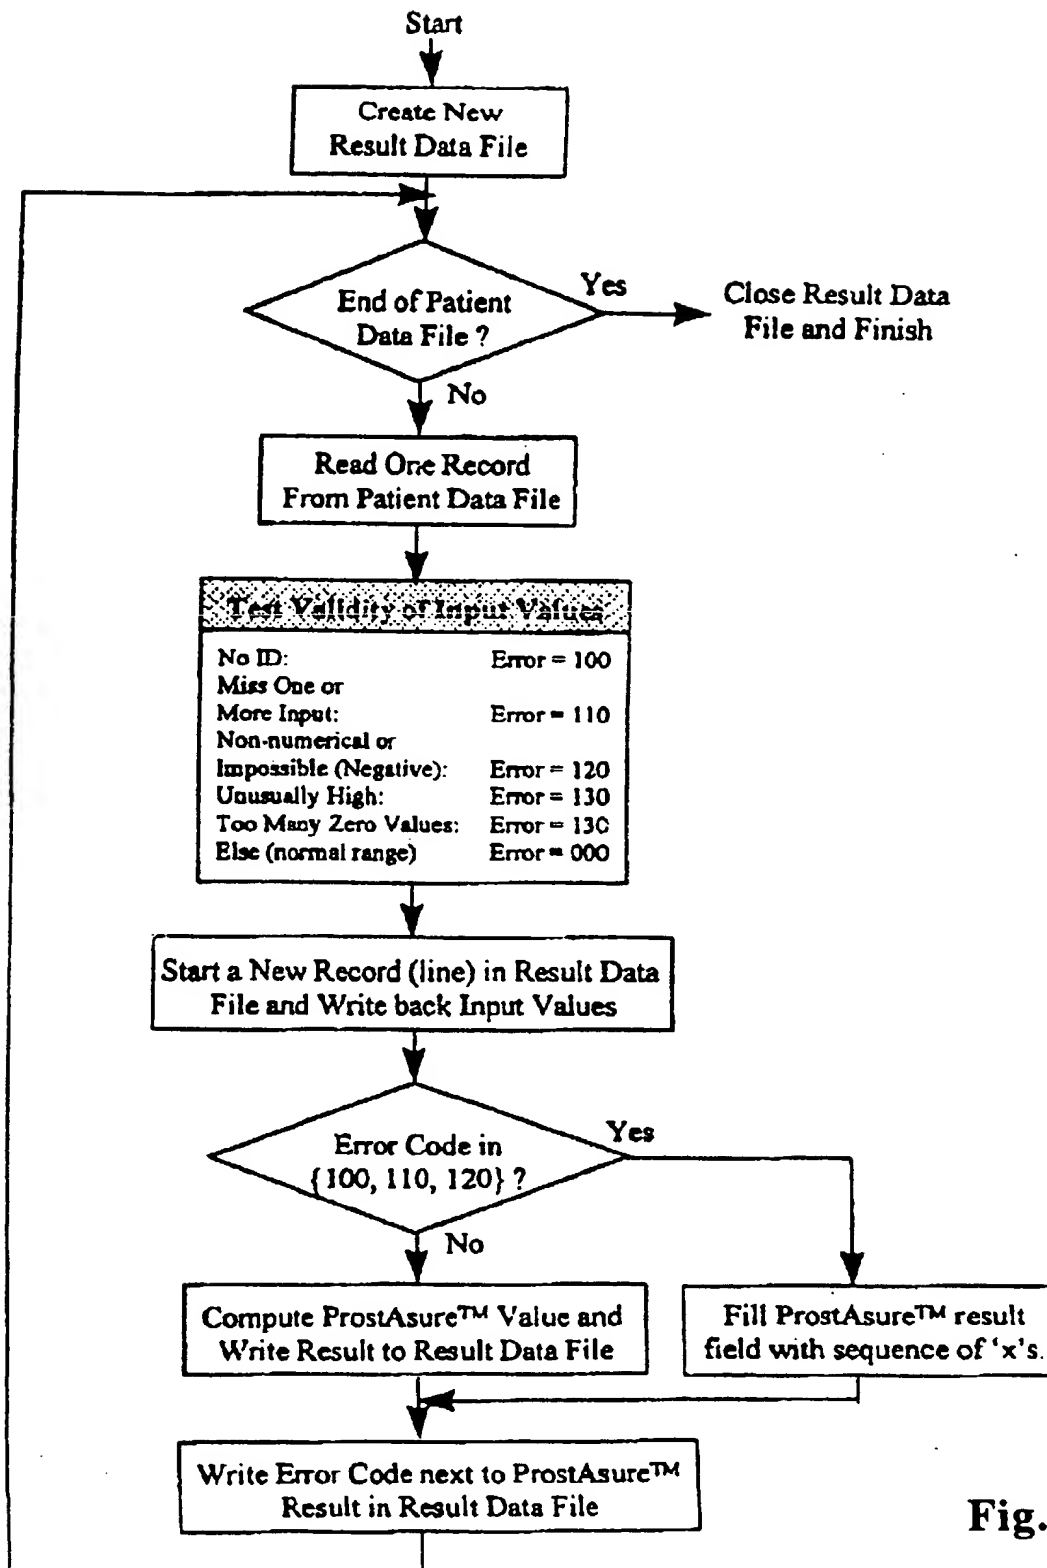 Start
Create New
Result Data File
End of Patient
Data File ?
Yes
Close Result Data
File and Finish
No
Read One Record
From Patient Data File
Test Validity of Input Values
No ID: Error = 100
Miss One or
More Input: Error = 110
Non-numerical or
Impossible (Negative): Error = 120
Unusually High: Error = 130
Too Many Zero Values: Error = 130
Else (normal range) Error = 000
Start a New Record (line) in Result Data
File and Write back Input Values
Error Code in
{100, 110, 120} ?
Yes
No
Compute ProstAsure™ Value and
Write Result to Result Data File
Fill ProstAsure™ result
field with sequence of ‘x’s.
Write Error Code next to ProstAsure™
Result in Result Data File
Fig.